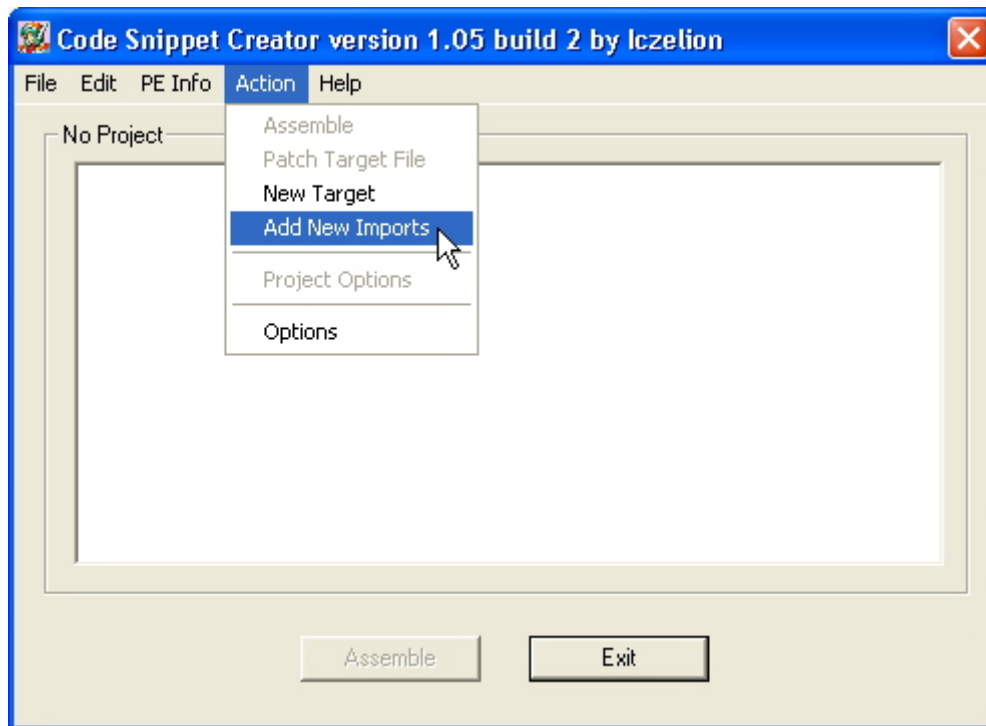 Code Snippet Creator version 1.05 build 2 by Iczelion
File Edit PE Info Action Help
No Project
Assemble
Patch Target File
New Target
Add New Imports
Project Options
Options
Assemble Exit